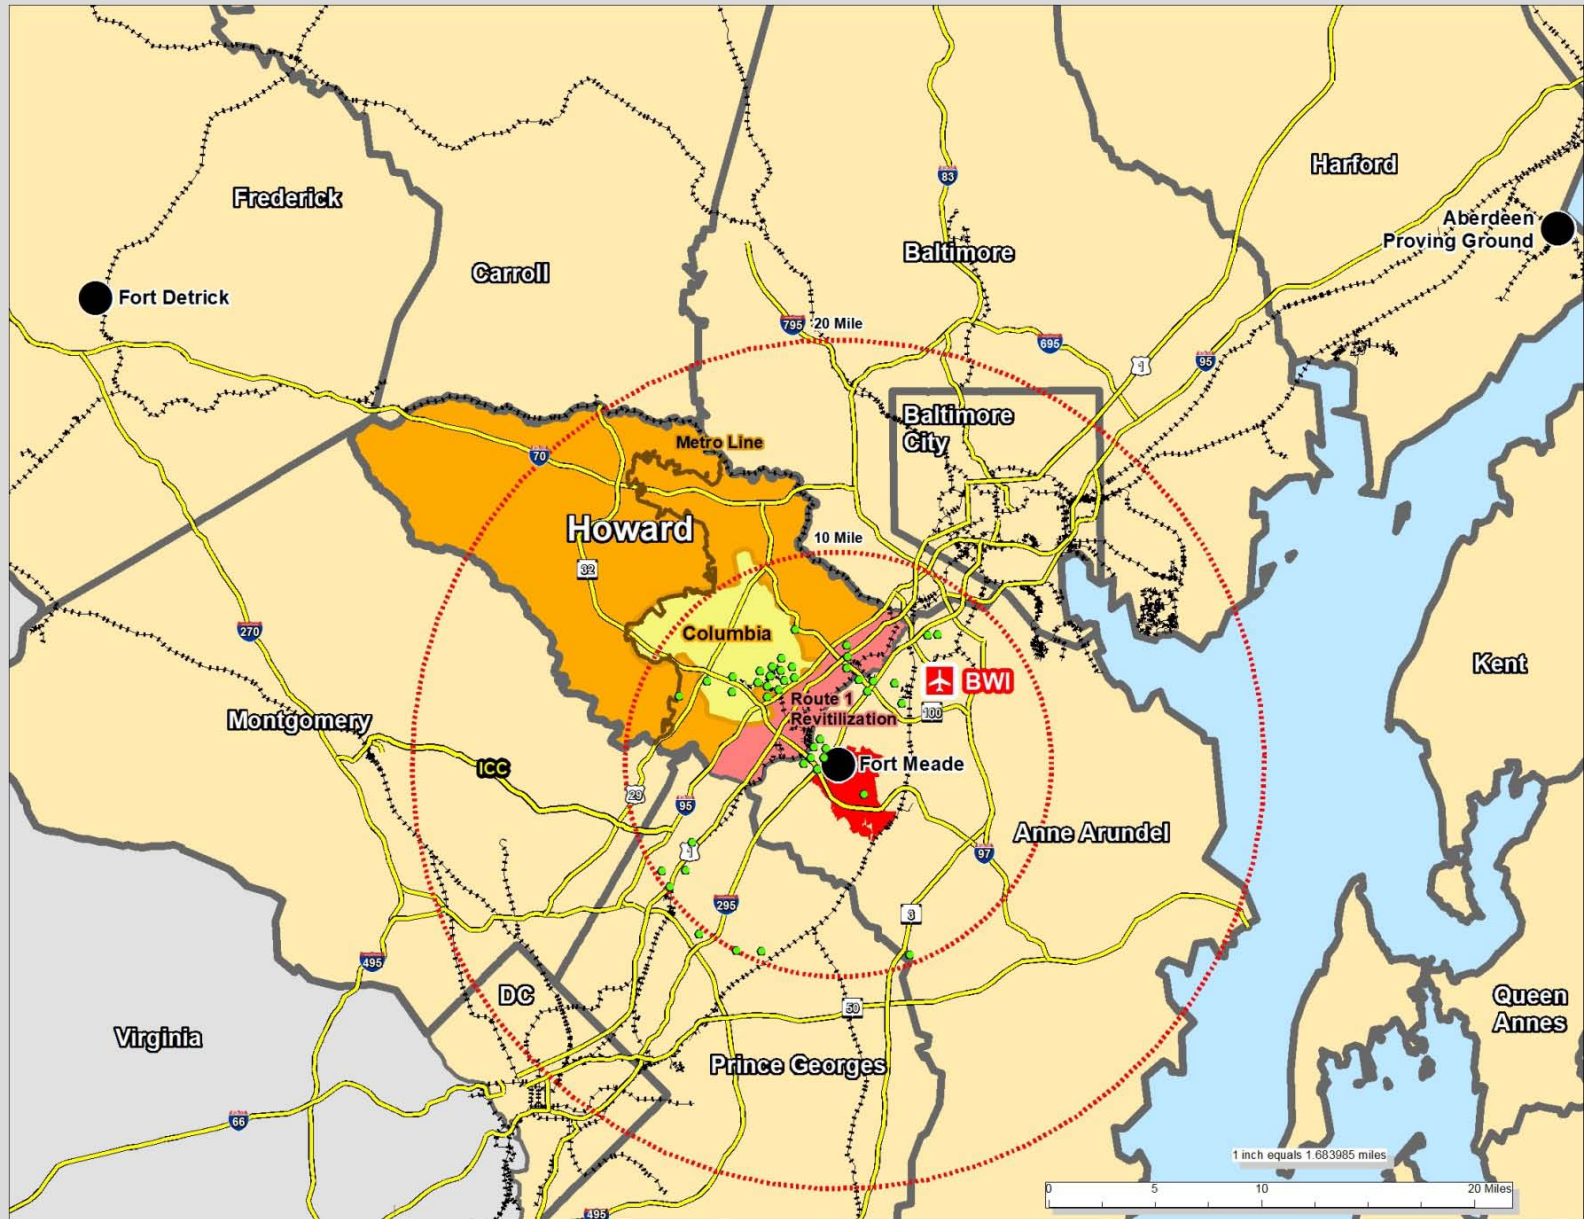 Harford
Frederick
83
Aberdeen
Proving Ground
Baltimore
Carroll
Fort Detrick
795
20 Mile
695
95
1
Baltimore
City
Metro Line
70
Howard
10 Mile
32
Columbia
270
Kent
BWI
Route 1
Revitilization
100
Montgomery
ICC
Fort Meade
29
95
Anne Arundel
1
97
295
3
495
DC
50
Queen
Annes
Virginia
Prince Georges
66
1 inch equals 1.683985 miles
0 5 10 20 Miles
495